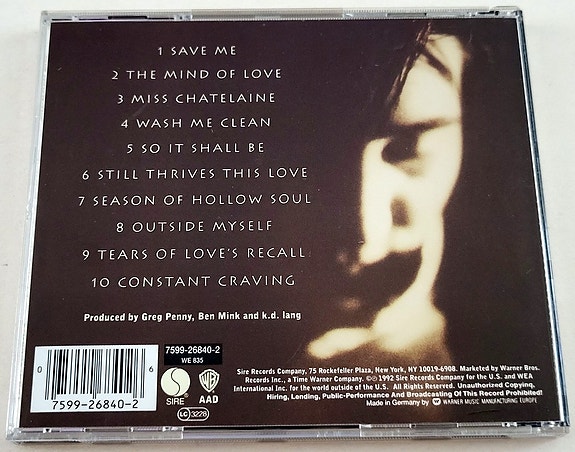 1 SAVE ME
2 THE MIND OF LOVE
3 MISS CHATELAINE
4 WASH ME CLEAN
5 SO IT SHALL BE
6 STILL THRIVES THIS LOVE
7 SEASON OF HOLLOW SOUL
8 OUTSIDE MYSELF
9 TEARS OF LOVE'S RECALL
10 CONSTANT CRAVING
Produced by Greg Penny, Ben Mink and k.d. lang
0
6
7599-26840-2
7599-26840-2
WE 835
SIRE
WB
AAD
LC 3228
Sire Records Company, 75 Rockefeller Plaza, New York, NY 10019-6908. Marketed by Warner Bros.
Records Inc., a Time Warner Company. ©℗ 1992 Sire Records Company for the U.S. and WEA
International Inc. for the world outside of the U.S. All Rights Reserved. Unauthorized Copying,
Hiring, Lending, Public-Performance And Broadcasting Of This Record Prohibited!
Made in Germany by WARNER MUSIC MANUFACTURING EUROPE